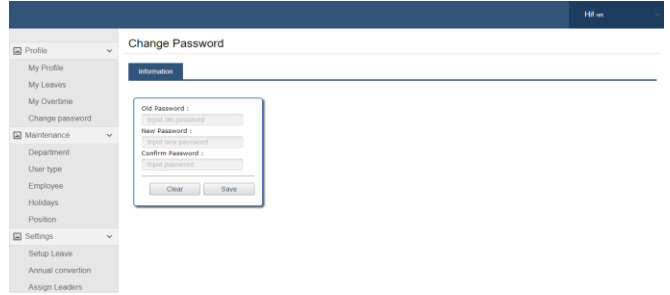 Hi!
Change Password
Profile
My Profile
My Leaves
My Overtime
Change password
Maintenance
Department
User type
Employee
Holidays
Position
Settings
Setup Leave
Annual convertion
Assign Leaders
Information
Old Password :
Input old password
New Password :
Input new password
Confirm Password :
Input password
Clear
Save